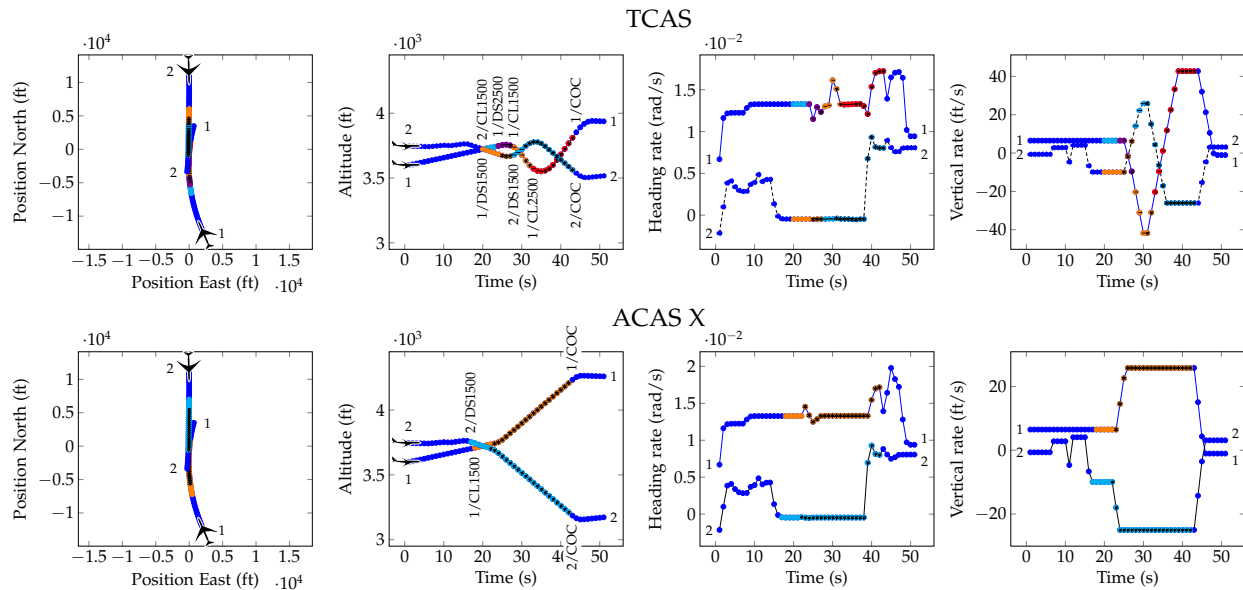 TCAS
·10⁴
Position North (ft)
1
0.5
0
−0.5
−1
−1.5 −1 −0.5 0 0.5 1 1.5
Position East (ft)
·10⁴
2
1
2
1
·10³
Altitude (ft)
4
3.5
3
0 10 20 30 40 50
Time (s)
2
1
2/CL1500
1/DS2500
1/CL1500
1/COC
1/DS1500
2/DS1500
1/CL2500
2/COC
1
2
·10⁻²
Heading rate (rad/s)
1.5
1
0.5
0
0 10 20 30 40 50
Time (s)
1
2
1
2
Vertical rate (ft/s)
40
20
0
−20
−40
0 10 20 30 40 50
Time (s)
1
2
2
1
ACAS X
·10⁴
Position North (ft)
1
0.5
0
−0.5
−1
−1.5 −1 −0.5 0 0.5 1 1.5
Position East (ft)
·10⁴
2
1
2
1
·10³
Altitude (ft)
4
3.5
3
0 10 20 30 40 50
Time (s)
2
1
2/DS1500
1/COC
1/CL1500
2/COC
1
2
·10⁻²
Heading rate (rad/s)
2
1.5
1
0.5
0
0 10 20 30 40 50
Time (s)
1
2
1
2
Vertical rate (ft/s)
20
0
−20
0 10 20 30 40 50
Time (s)
1
2
2
1